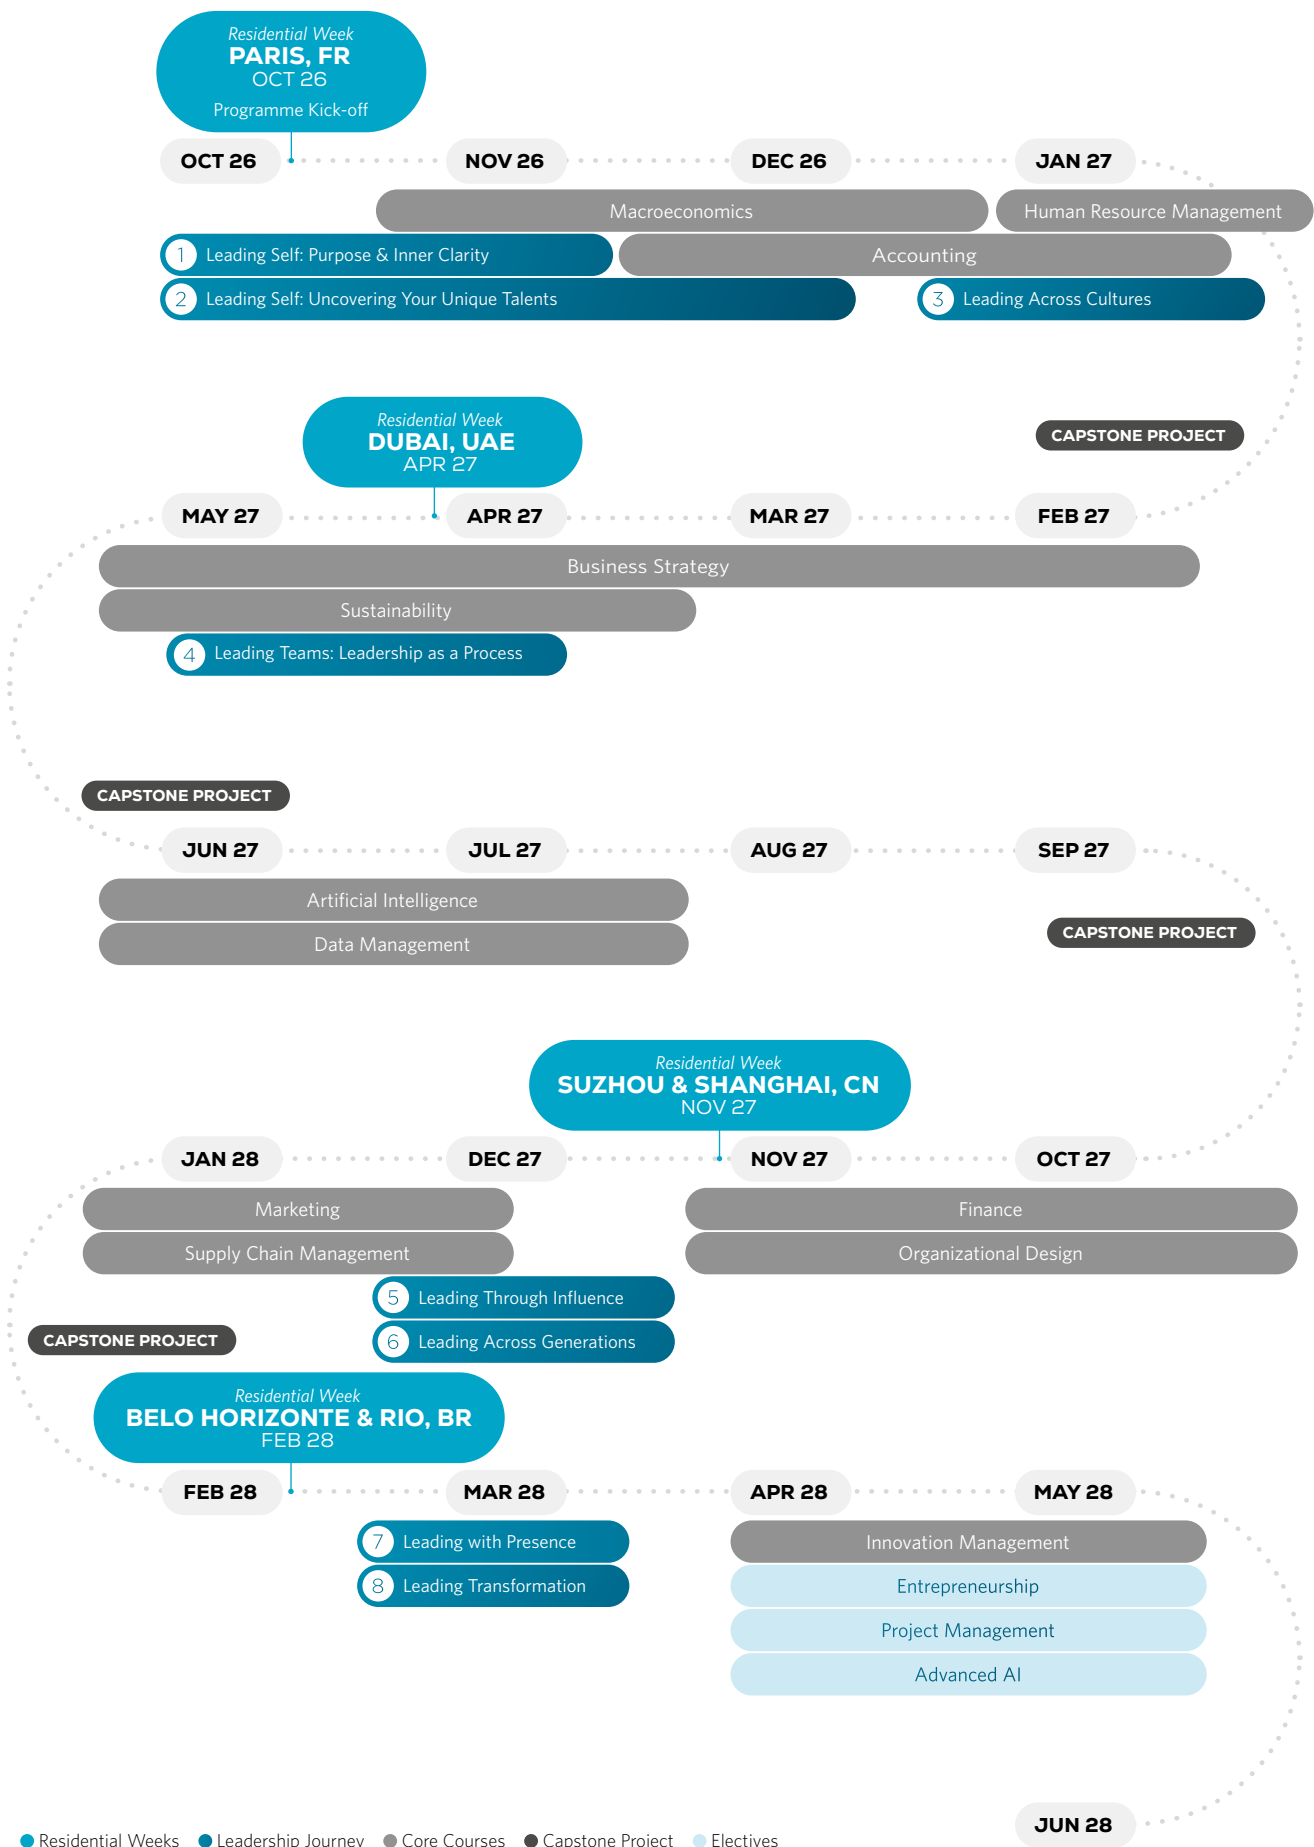 Residential Week
PARIS, FR
OCT 26
Programme Kick-off
OCT 26
NOV 26
DEC 26
JAN 27
Macroeconomics
Human Resource Management
1 Leading Self: Purpose & Inner Clarity
Accounting
2 Leading Self: Uncovering Your Unique Talents
3 Leading Across Cultures
Residential Week
DUBAI, UAE
APR 27
CAPSTONE PROJECT
MAY 27
APR 27
MAR 27
FEB 27
Business Strategy
Sustainability
4 Leading Teams: Leadership as a Process
CAPSTONE PROJECT
JUN 27
JUL 27
AUG 27
SEP 27
Artificial Intelligence
Data Management
CAPSTONE PROJECT
Residential Week
SUZHOU & SHANGHAI, CN
NOV 27
JAN 28
DEC 27
NOV 27
OCT 27
Marketing
Finance
Supply Chain Management
Organizational Design
5 Leading Through Influence
6 Leading Across Generations
CAPSTONE PROJECT
Residential Week
BELO HORIZONTE & RIO, BR
FEB 28
FEB 28
MAR 28
APR 28
MAY 28
7 Leading with Presence
Innovation Management
8 Leading Transformation
Entrepreneurship
Project Management
Advanced AI
JUN 28
Residential Weeks
Leadership Journey
Core Courses
Capstone Project
Electives